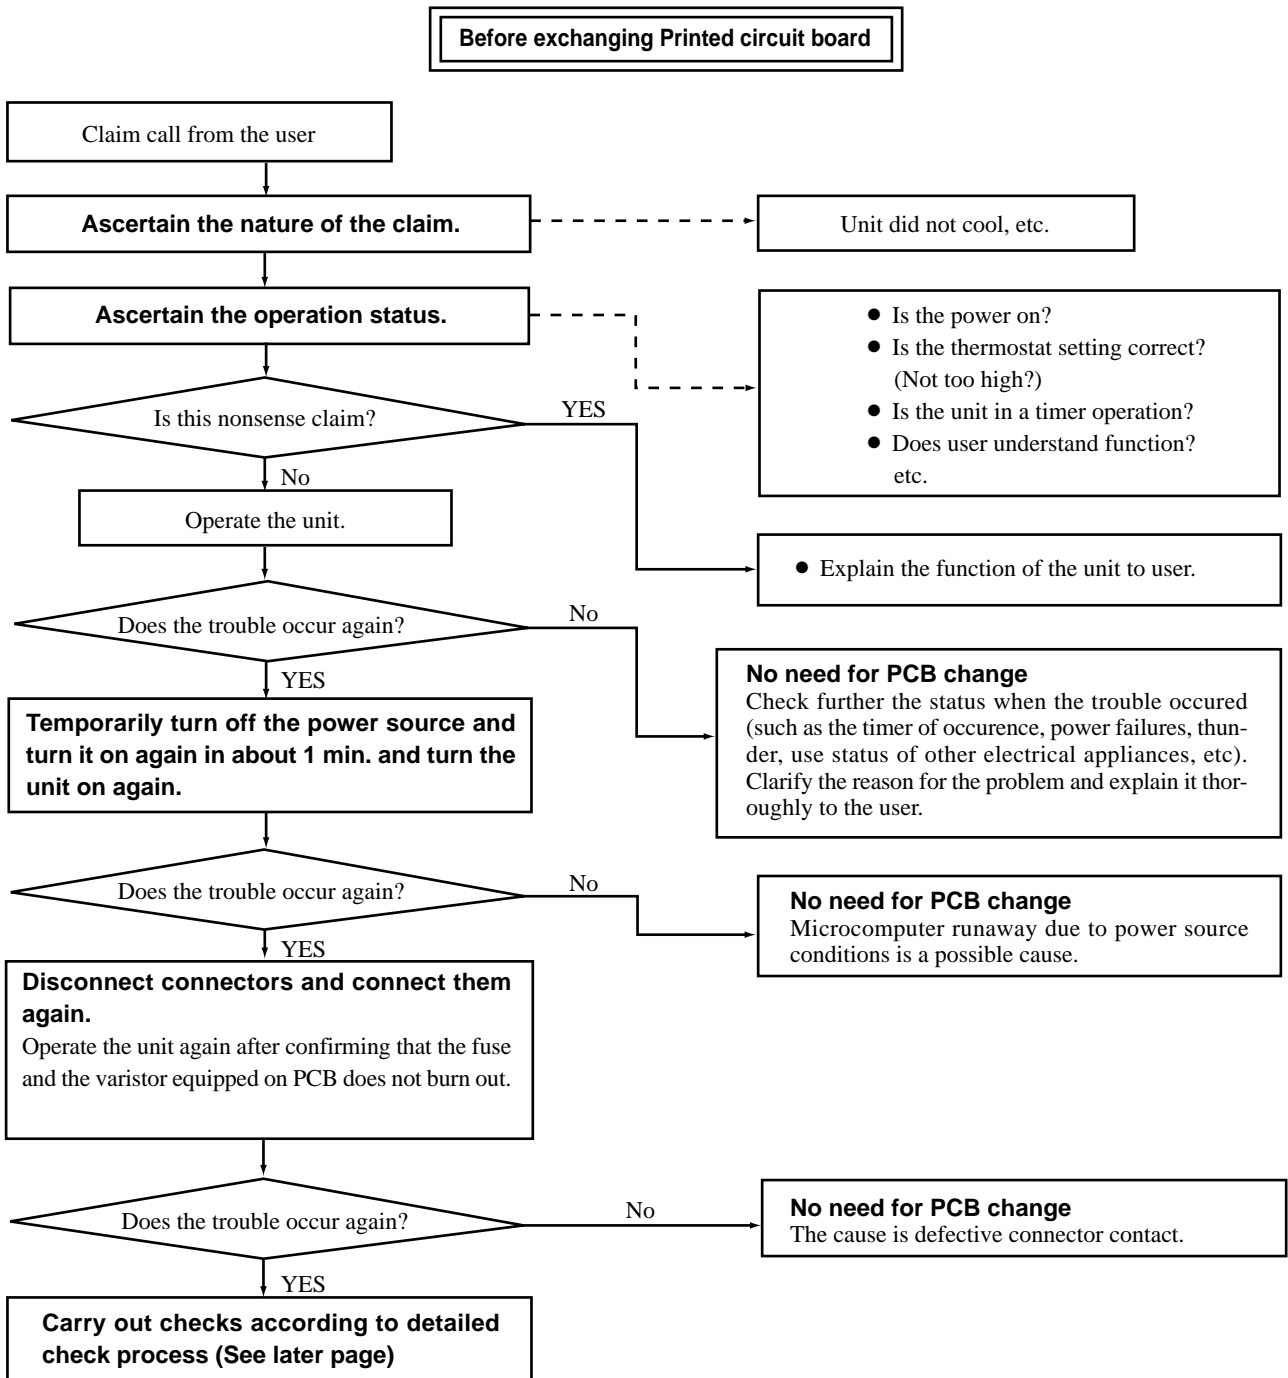 Before exchanging Printed circuit board
Claim call from the user
Ascertain the nature of the claim.
Unit did not cool, etc.
Ascertain the operation status.
● Is the power on?
● Is the thermostat setting correct?
(Not too high?)
● Is the unit in a timer operation?
● Does user understand function?
etc.
Is this nonsense claim?
YES
No
● Explain the function of the unit to user.
Operate the unit.
Does the trouble occur again?
No
YES
No need for PCB change
Check further the status when the trouble occured
(such as the timer of occurence, power failures, thun-
der, use status of other electrical appliances, etc).
Clarify the reason for the problem and explain it thor-
oughly to the user.
Temporarily turn off the power source and
turn it on again in about 1 min. and turn the
unit on again.
Does the trouble occur again?
No
YES
No need for PCB change
Microcomputer runaway due to power source
conditions is a possible cause.
Disconnect connectors and connect them
again.
Operate the unit again after confirming that the fuse
and the varistor equipped on PCB does not burn out.
Does the trouble occur again?
No
YES
No need for PCB change
The cause is defective connector contact.
Carry out checks according to detailed
check process (See later page)